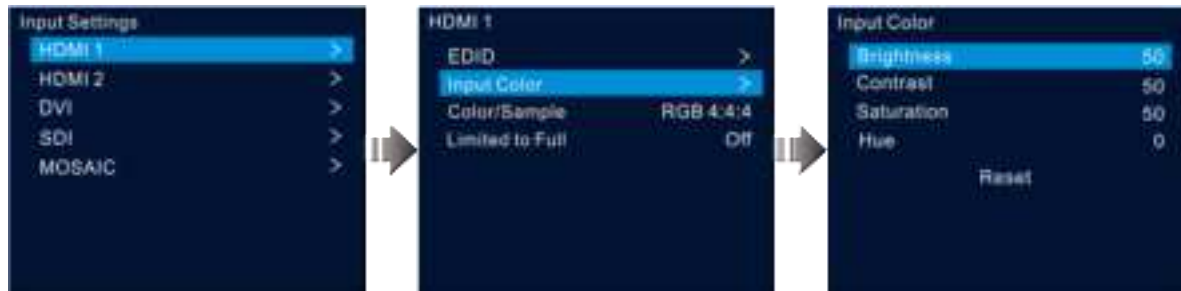 Input Settings
HDMI 1 >
HDMI 2 >
DVI >
SDI >
MOSAIC >
HDMI 1
EDID >
Input Color >
Color/Sample RGB 4:4:4
Limited to Full Off
Input Color
Brightness 50
Contrast 50
Saturation 50
Hue 0
Reset